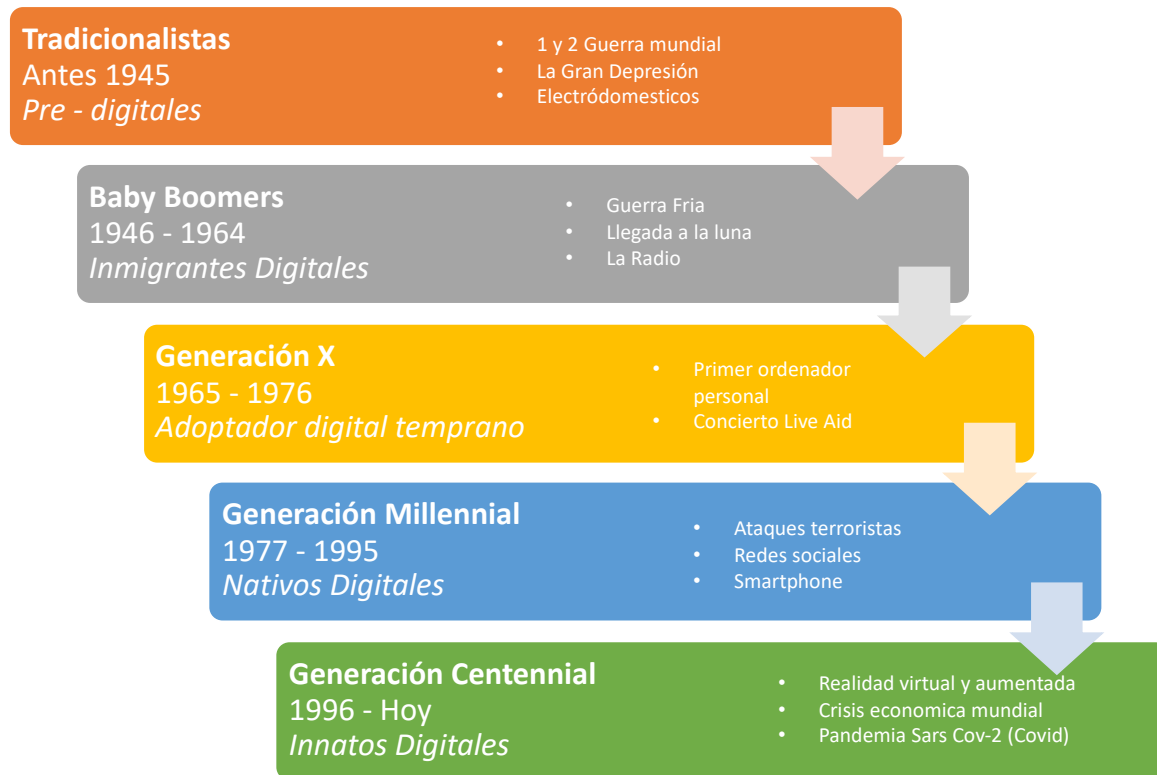 Tradicionalistas
Antes 1945
Pre - digitales
• 1 y 2 Guerra mundial
• La Gran Depresión
• Electródomesticos
Baby Boomers
1946 - 1964
Inmigrantes Digitales
• Guerra Fria
• Llegada a la luna
• La Radio
Generación X
1965 - 1976
Adoptador digital temprano
• Primer ordenador
personal
• Concierto Live Aid
Generación Millennial
1977 - 1995
Nativos Digitales
• Ataques terroristas
• Redes sociales
• Smartphone
Generación Centennial
1996 - Hoy
Innatos Digitales
• Realidad virtual y aumentada
• Crisis economica mundial
• Pandemia Sars Cov-2 (Covid)